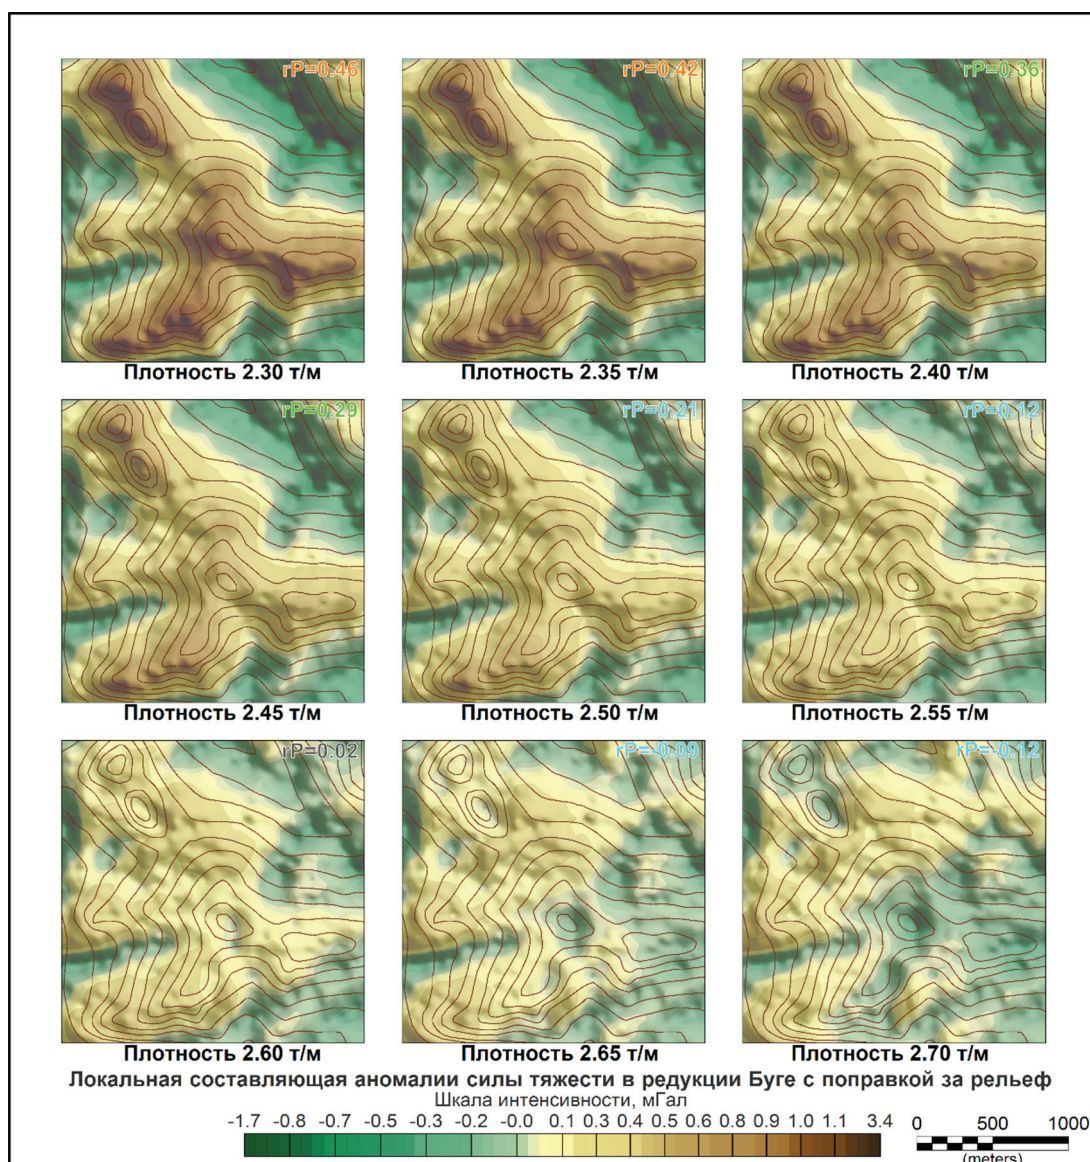 rP=0.46 rP=0.42 rP=0.36
Плотность 2.30 т/м Плотность 2.35 т/м Плотность 2.40 т/м
rP=0.29 rP=0.21 rP=0.12
Плотность 2.45 т/м Плотность 2.50 т/м Плотность 2.55 т/м
rP=0.02 rP=-0.09 rP=-0.12
Плотность 2.60 т/м Плотность 2.65 т/м Плотность 2.70 т/м
Локальная составляющая аномалии силы тяжести в редукции Буге с поправкой за рельеф
Шкала интенсивности, мГал
-1.7 -0.8 -0.7 -0.5 -0.3 -0.2 -0.0 0.1 0.3 0.4 0.6 0.8 0.9 1.0 1.1 3.4
0 500 1000
(meters)